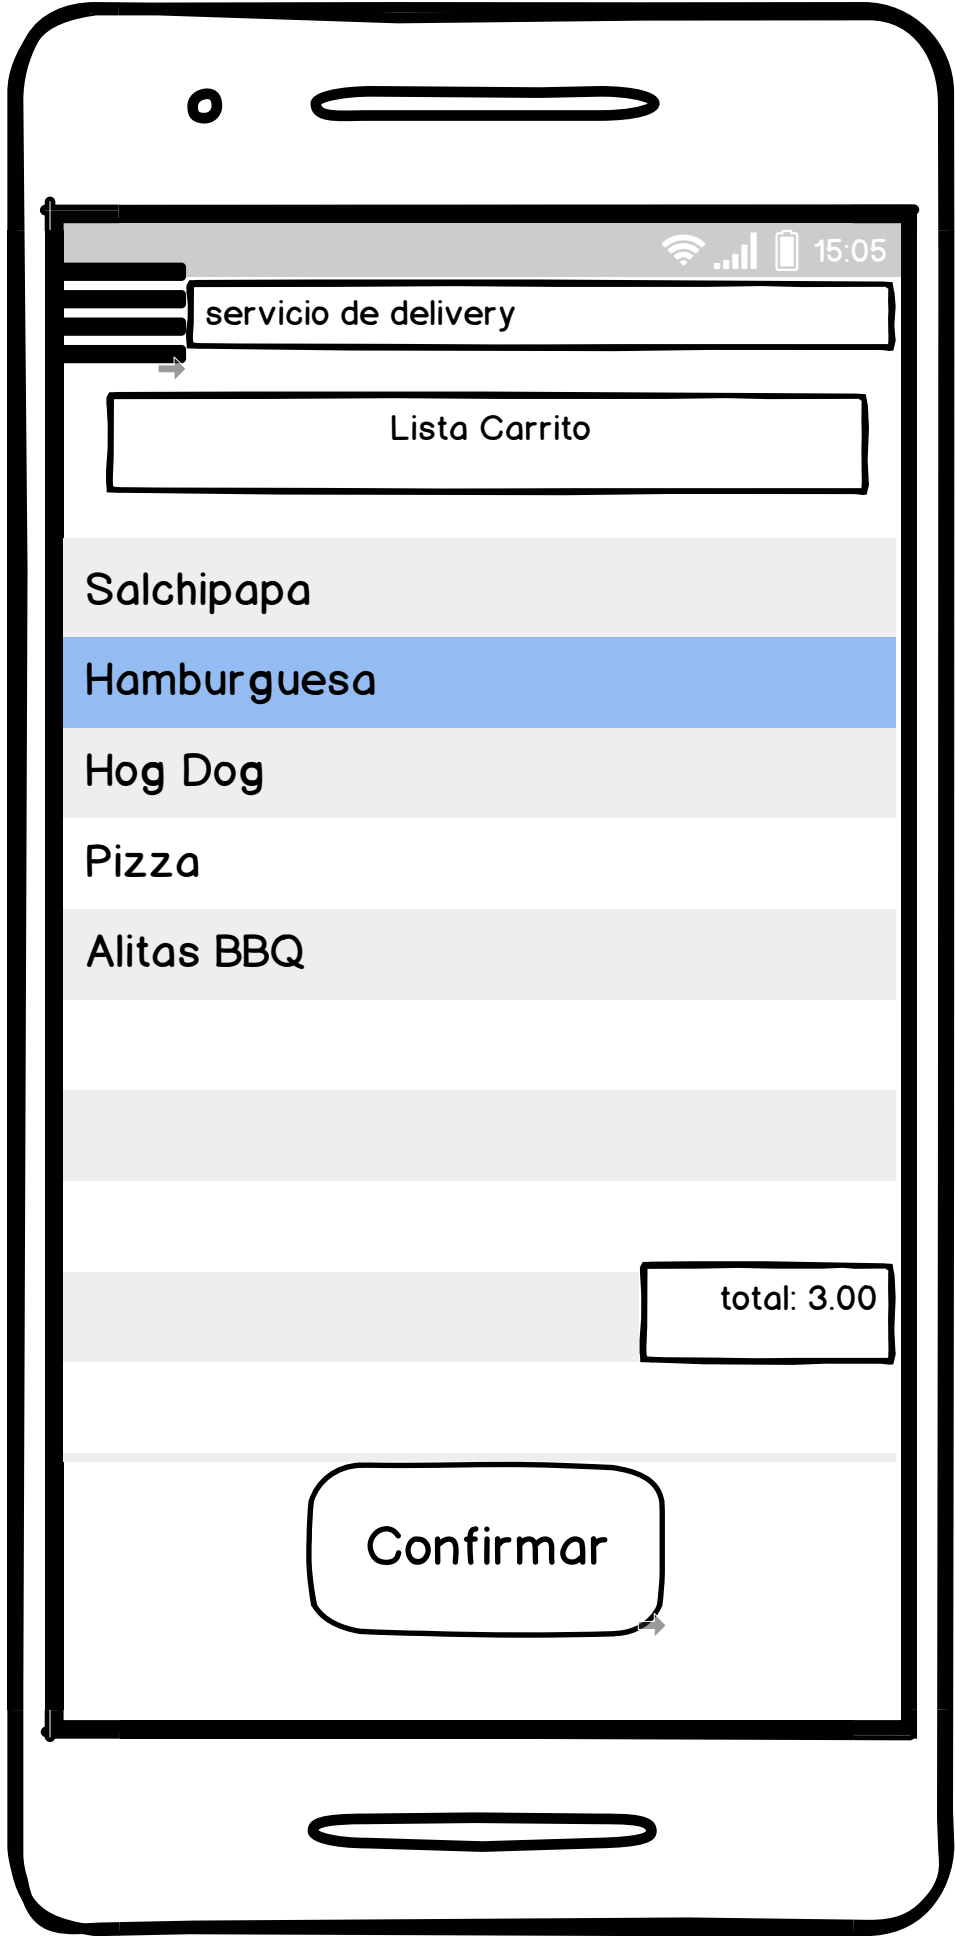 15:05
servicio de delivery
Lista Carrito
Salchipapa
Hamburguesa
Hog Dog
Pizza
Alitas BBQ
total: 3.00
Confirmar